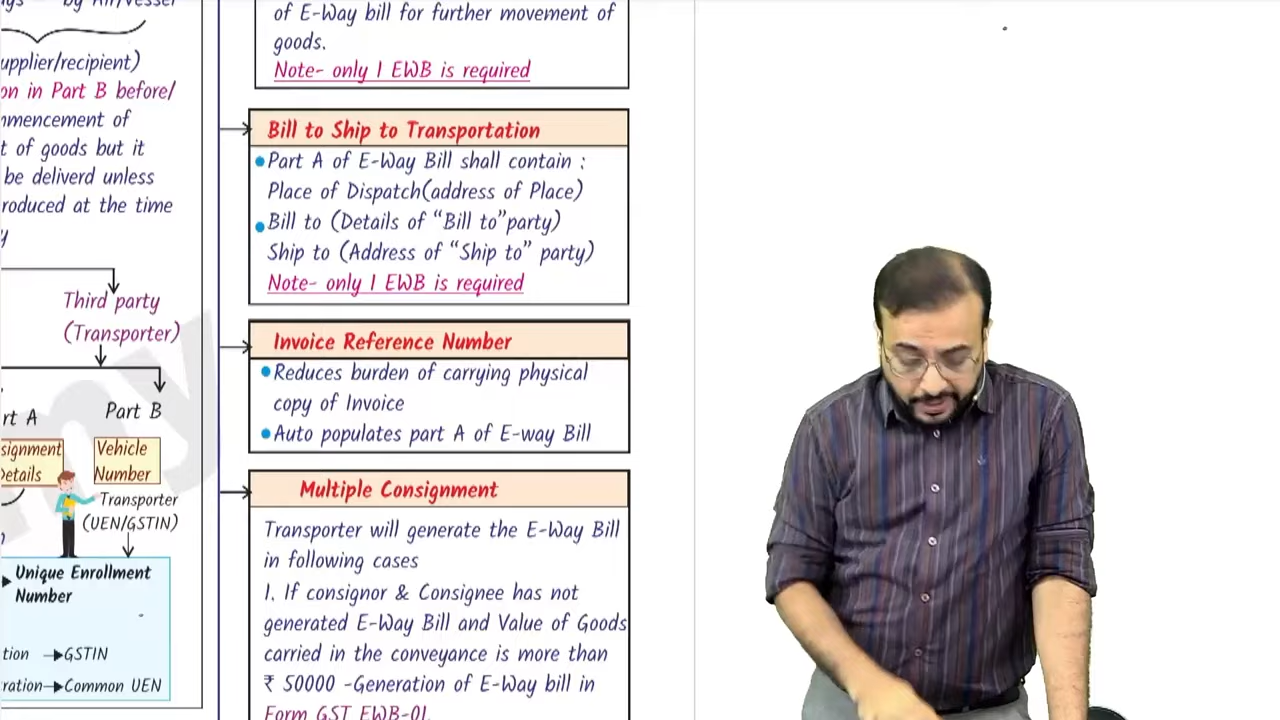 by Air/Vessel
upplier/recipient)
on in Part B before/
mmencement of
t of goods but it
be deliverd unless
roduced at the time
y
Third party
(Transporter)
rt A
Part B
signment
Details
Vehicle
Number
Transporter
(UEN/GSTIN)
Unique Enrollment
Number
tion →GSTIN
ration→Common UEN
of E-Way bill for further movement of
goods.
Note- only 1 EWB is required
Bill to Ship to Transportation
•Part A of E-Way Bill shall contain :
Place of Dispatch(address of Place)
•Bill to (Details of “Bill to”party)
Ship to (Address of “Ship to” party)
Note- only 1 EWB is required
Invoice Reference Number
•Reduces burden of carrying physical
copy of Invoice
•Auto populates part A of E-way Bill
Multiple Consignment
Transporter will generate the E-Way Bill
in following cases
1. If consignor & Consignee has not
generated E-Way Bill and Value of Goods
carried in the conveyance is more than
₹ 50000 -Generation of E-Way bill in
Form GST EWB-01.